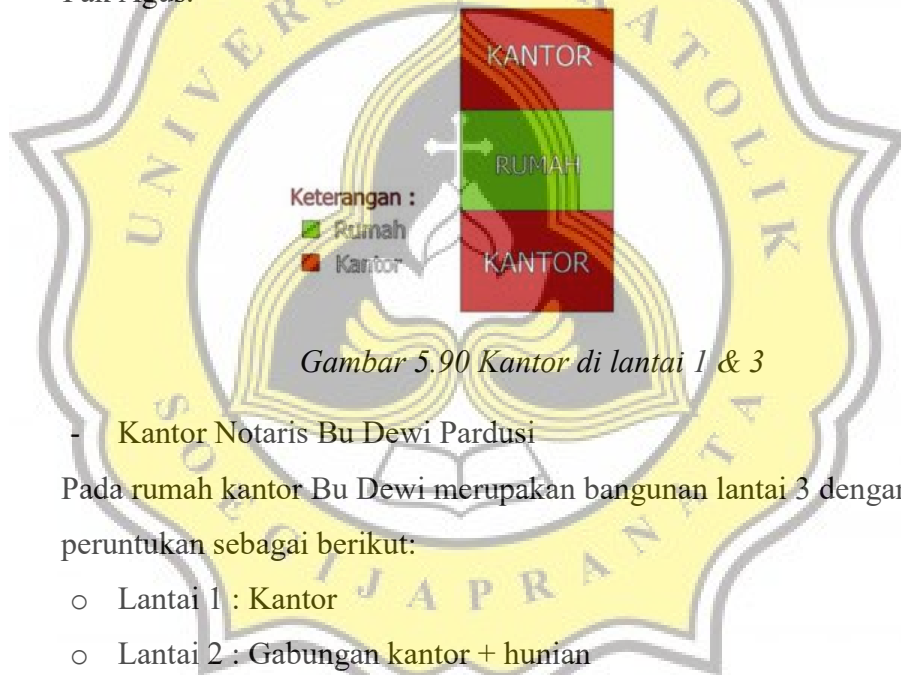 Pak Agus.
KANTOR
RUMAH
KANTOR
Keterangan :
Rumah
Kantor
Gambar 5.90 Kantor di lantai 1 & 3
- Kantor Notaris Bu Dewi Pardusi
Pada rumah kantor Bu Dewi merupakan bangunan lantai 3 dengan
peruntukan sebagai berikut:
o Lantai 1 : Kantor
o Lantai 2 : Gabungan kantor + hunian
SOEGIJAPRANATA